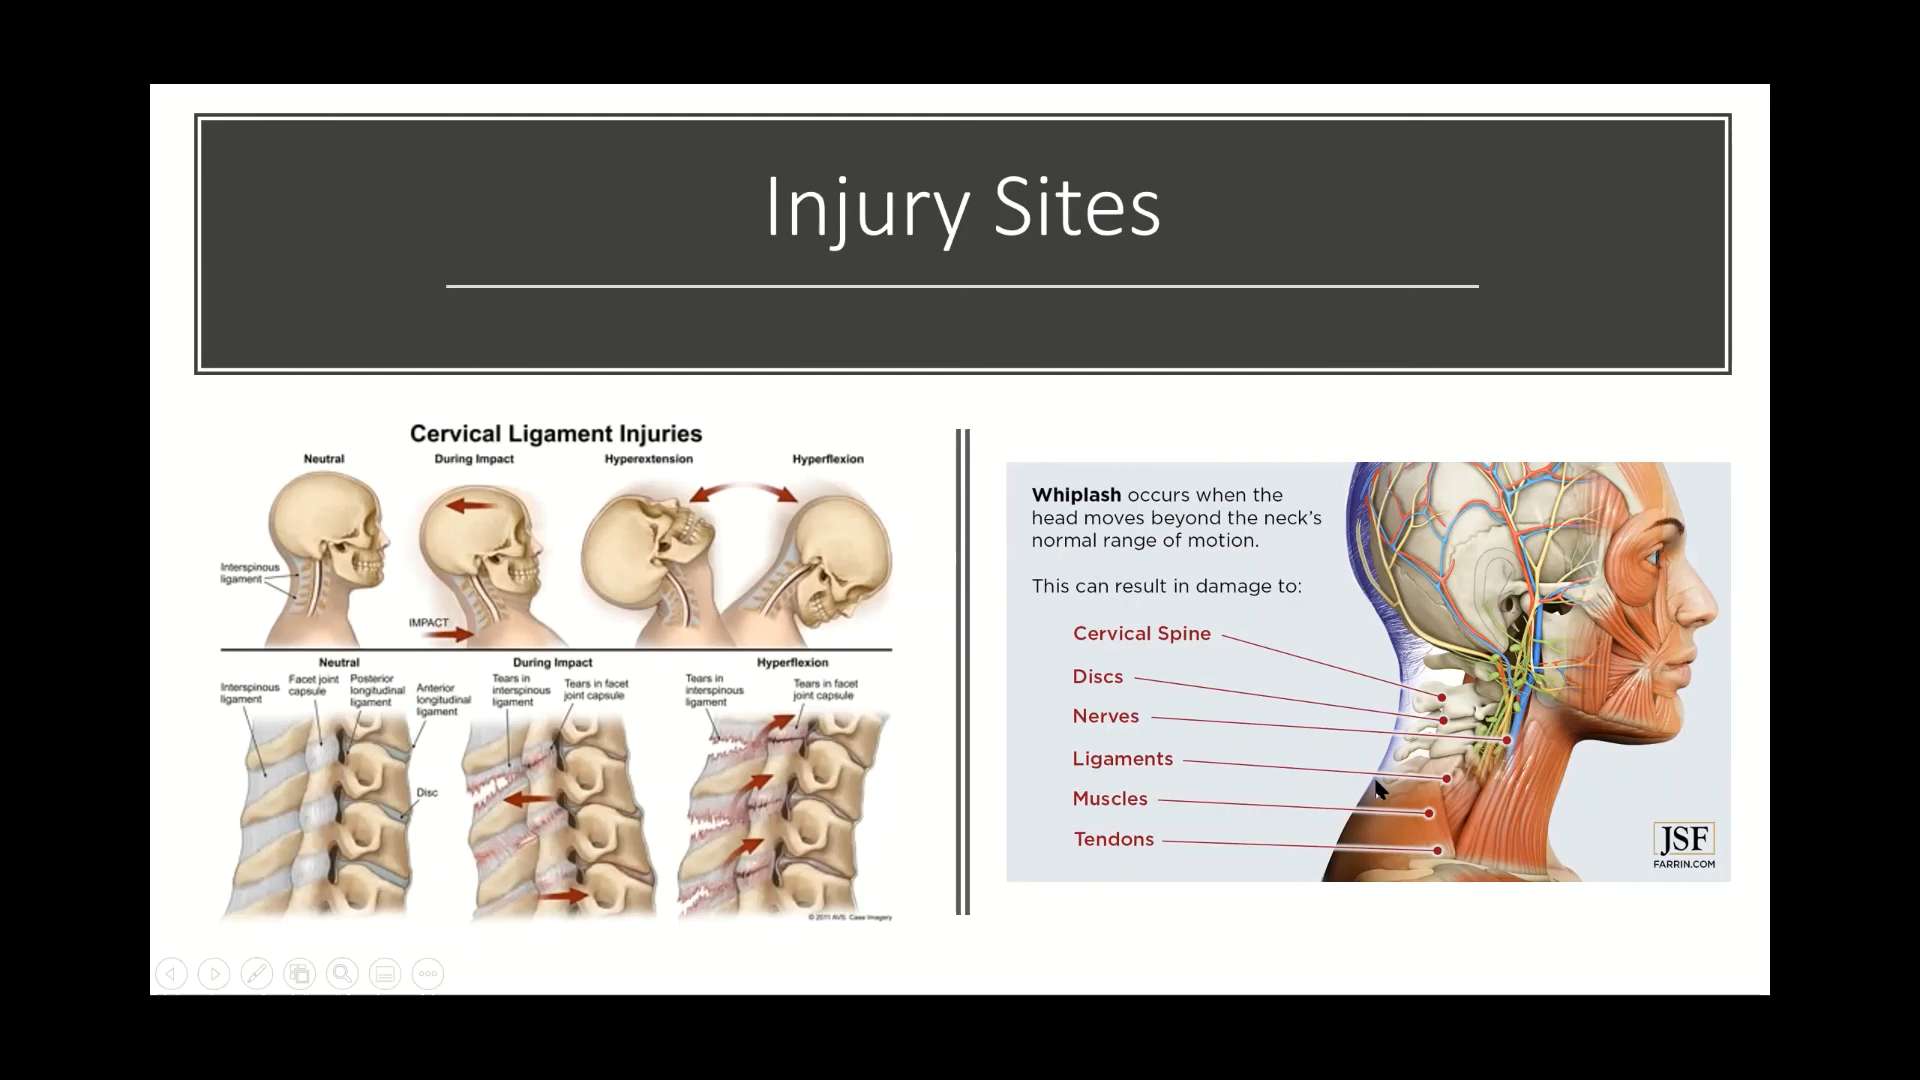 Injury Sites
Cervical Ligament Injuries
Neutral
During Impact
Hyperextension
Hyperflexion
Interspinous
ligament
IMPACT
Neutral
During Impact
Hyperflexion
Interspinous
ligament
Facet joint
capsule
Posterior
longitudinal
ligament
Anterior
longitudinal
ligament
Disc
Tears in
interspinous
ligament
Tears in facet
joint capsule
Tears in
interspinous
ligament
Tears in facet
joint capsule
© 2011 AVS. Case Imagery
Whiplash occurs when the
head moves beyond the neck's
normal range of motion.
This can result in damage to:
Cervical Spine
Discs
Nerves
Ligaments
Muscles
Tendons
JSF
FARRIN.COM